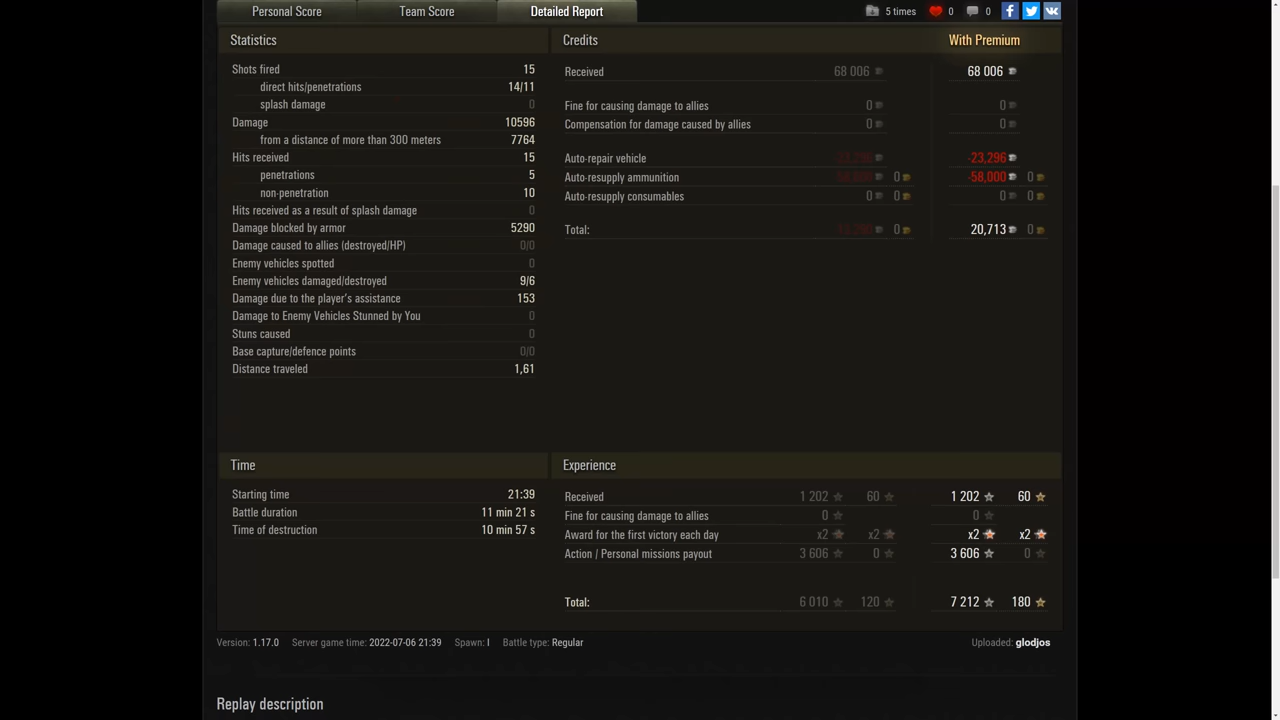 Personal Score Team Score Detailed Report 5 times 0 0
Statistics
Shots fired 15
direct hits/penetrations 14/11
splash damage 0
Damage 10596
from a distance of more than 300 meters 7764
Hits received 15
penetrations 5
non-penetration 10
Hits received as a result of splash damage 0
Damage blocked by armor 5290
Damage caused to allies (destroyed/HP) 0/0
Enemy vehicles spotted 0
Enemy vehicles damaged/destroyed 9/6
Damage due to the player's assistance 153
Damage to Enemy Vehicles Stunned by You 0
Stuns caused 0
Base capture/defence points 0/0
Distance traveled 1,61
Credits With Premium
Received 68 006 68 006
Fine for causing damage to allies 0 0
Compensation for damage caused by allies 0 0
Auto-repair vehicle -23,296
Auto-resupply ammunition 0 -58,000 0
Auto-resupply consumables 0 0 0 0
Total: 0 20,713 0
Time
Starting time 21:39
Battle duration 11 min 21 s
Time of destruction 10 min 57 s
Experience
Received 1 202 60 1 202 60
Fine for causing damage to allies 0 0
Award for the first victory each day x2 x2 x2 x2
Action / Personal missions payout 3 606 0 3 606 0
Total: 6 010 120 7 212 180
Version: 1.17.0 Server game time: 2022-07-06 21:39 Spawn: I Battle type: Regular Uploaded: glodjos
Replay description